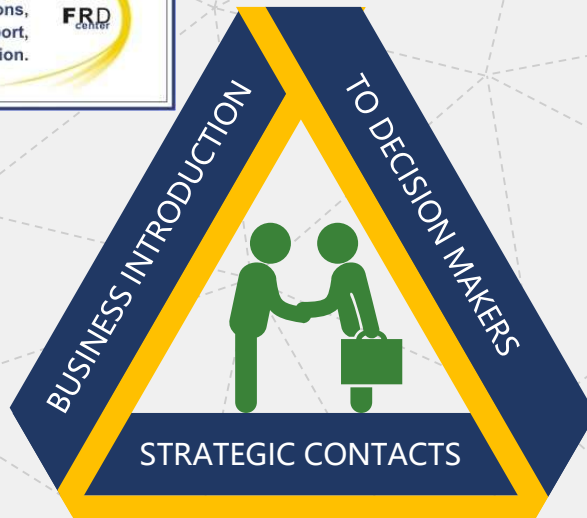 ons,
ort,
ion.
FRD
center
BUSINESS INTRODUCTION
TO DECISION MAKERS
STRATEGIC CONTACTS